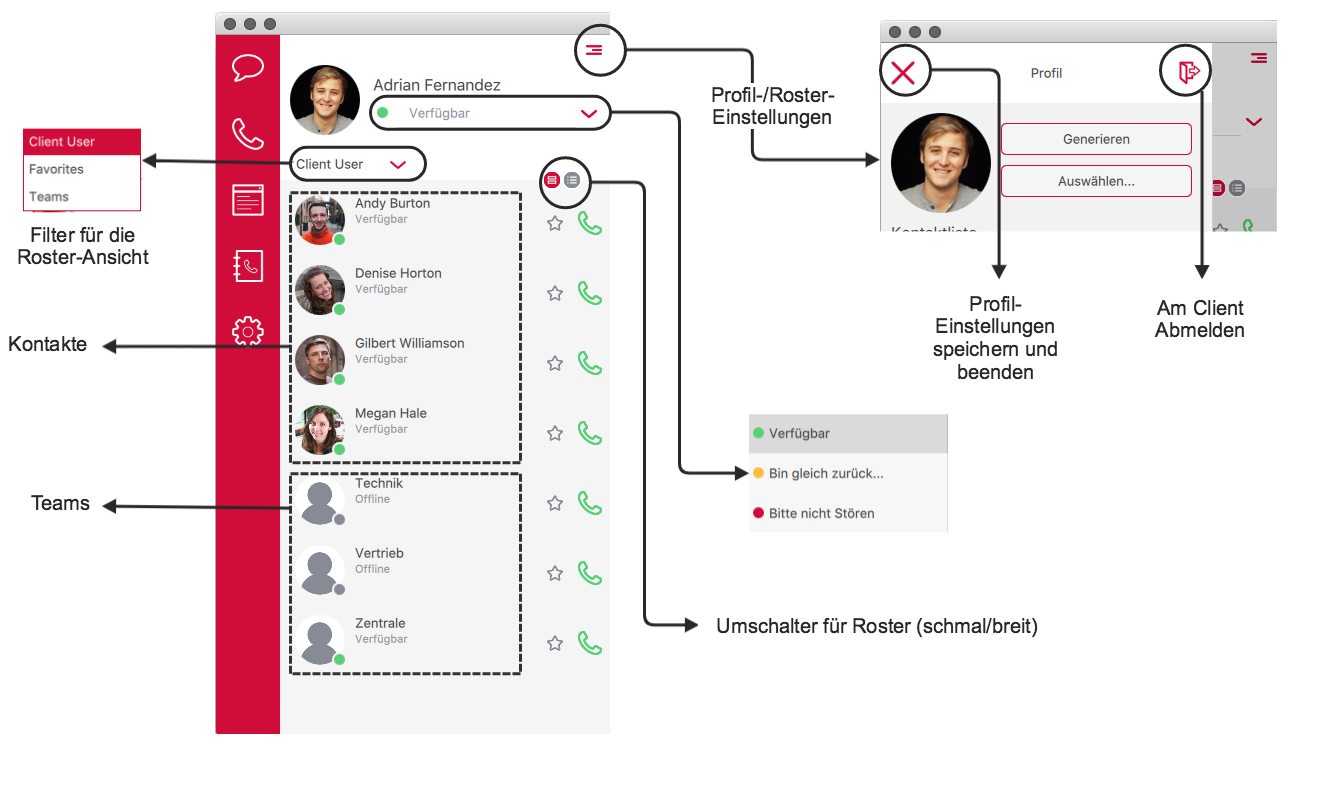 Client User
Favorites
Teams
Filter für die
Roster-Ansicht
Kontakte
Teams
Adrian Fernandez
Verfügbar
Client User
Andy Burton
Verfügbar
Denise Horton
Verfügbar
Gilbert Williamson
Verfügbar
Megan Hale
Verfügbar
Technik
Offline
Vertrieb
Offline
Zentrale
Verfügbar
Profil-/Roster-
Einstellungen
Profil
Generieren
Auswählen...
Kontaktliste
Profil-
Einstellungen
speichern und
beenden
Am Client
Abmelden
Verfügbar
Bin gleich zurück...
Bitte nicht Stören
Umschalter für Roster (schmal/breit)